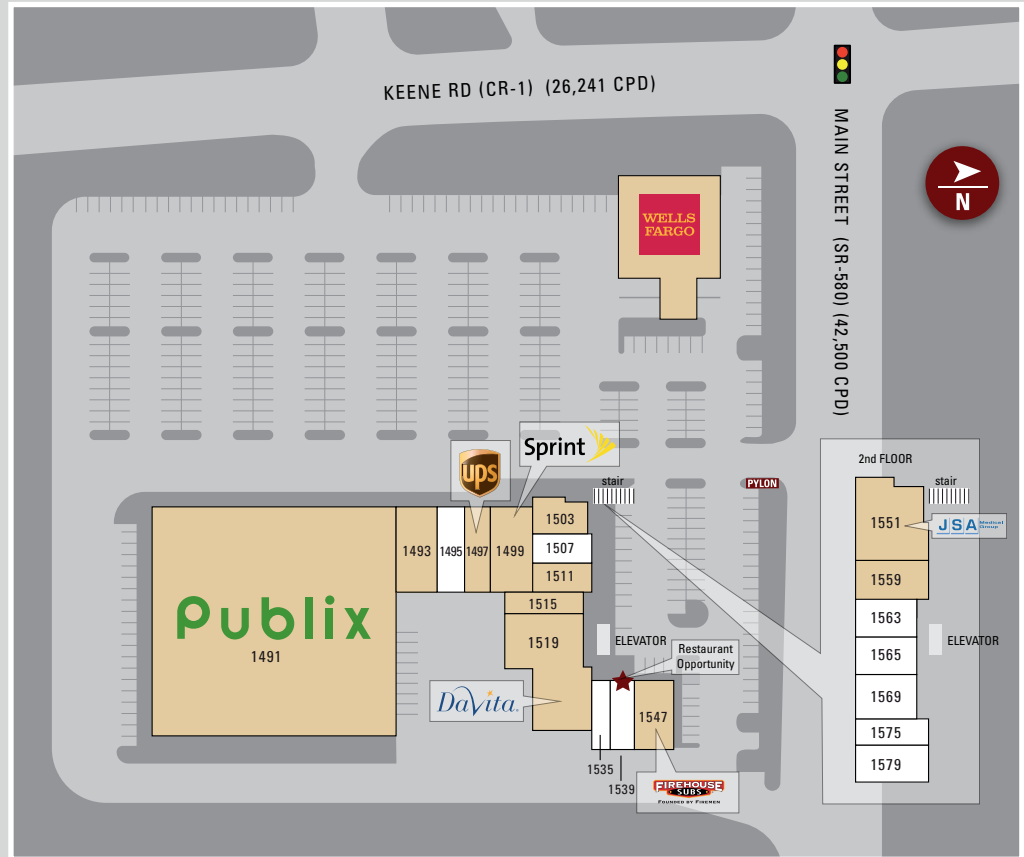 KEENE RD (CR-1) (26,241 CPD)
MAIN STREET (SR-580) (42,500 CPD)
N
WELLS
FARGO
Sprint
ups
2nd FLOOR
stair
stair
PYLON
1503
1551
JSA Medical
Group
1493
1495
1497
1499
1507
1511
1559
1515
1563
Publix
1491
1519
ELEVATOR
ELEVATOR
Restaurant
Opportunity
1565
DaVita.
1547
1569
1575
1535
1579
1539
FIREHOUSE
SUBS
FOUNDED BY FIREMEN